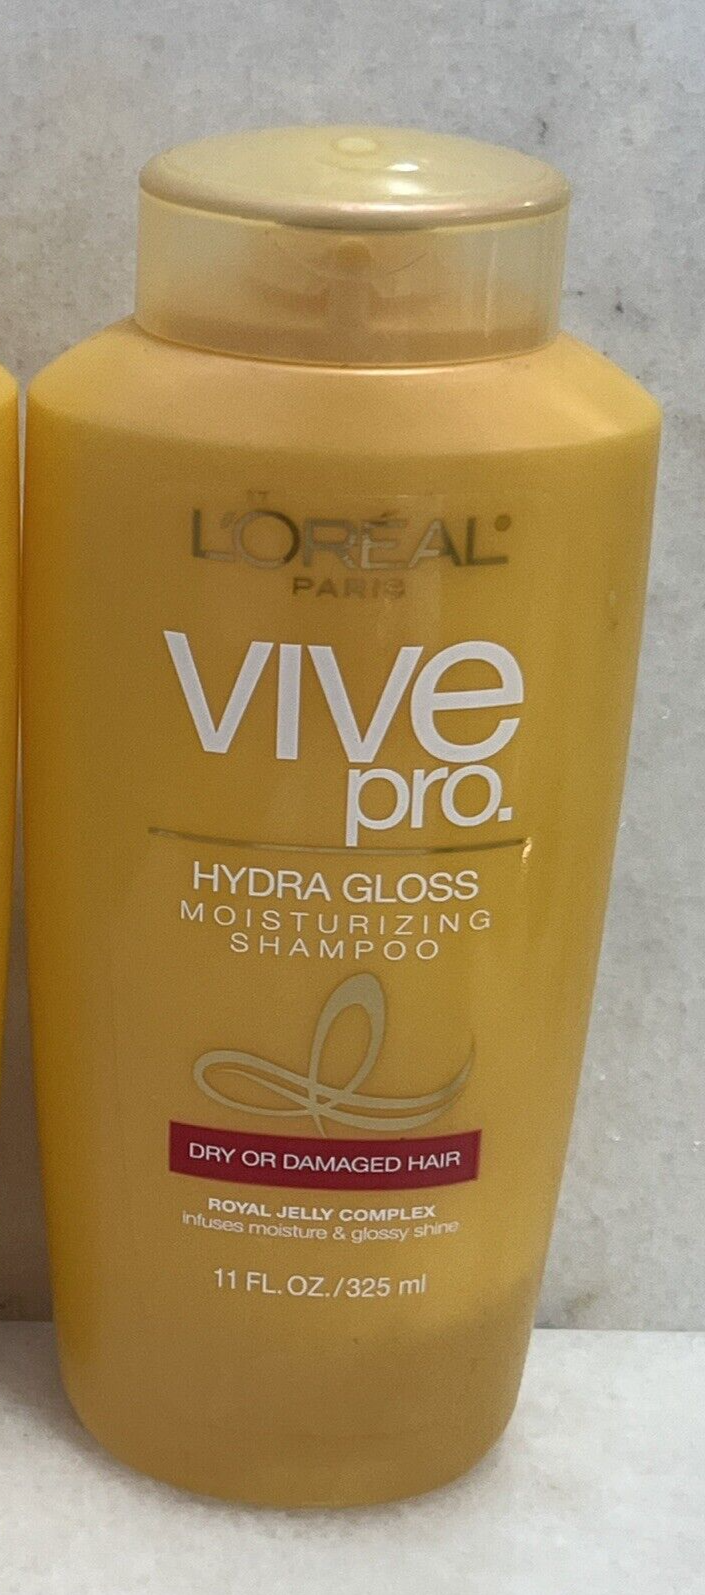 L'ORÉAL®
PARIS
VIVe
pro.
HYDRA GLOSS
MOISTURIZING
SHAMPOO
DRY OR DAMAGED HAIR
ROYAL JELLY COMPLEX
infuses moisture & glossy shine
11 FL. OZ./325 ml